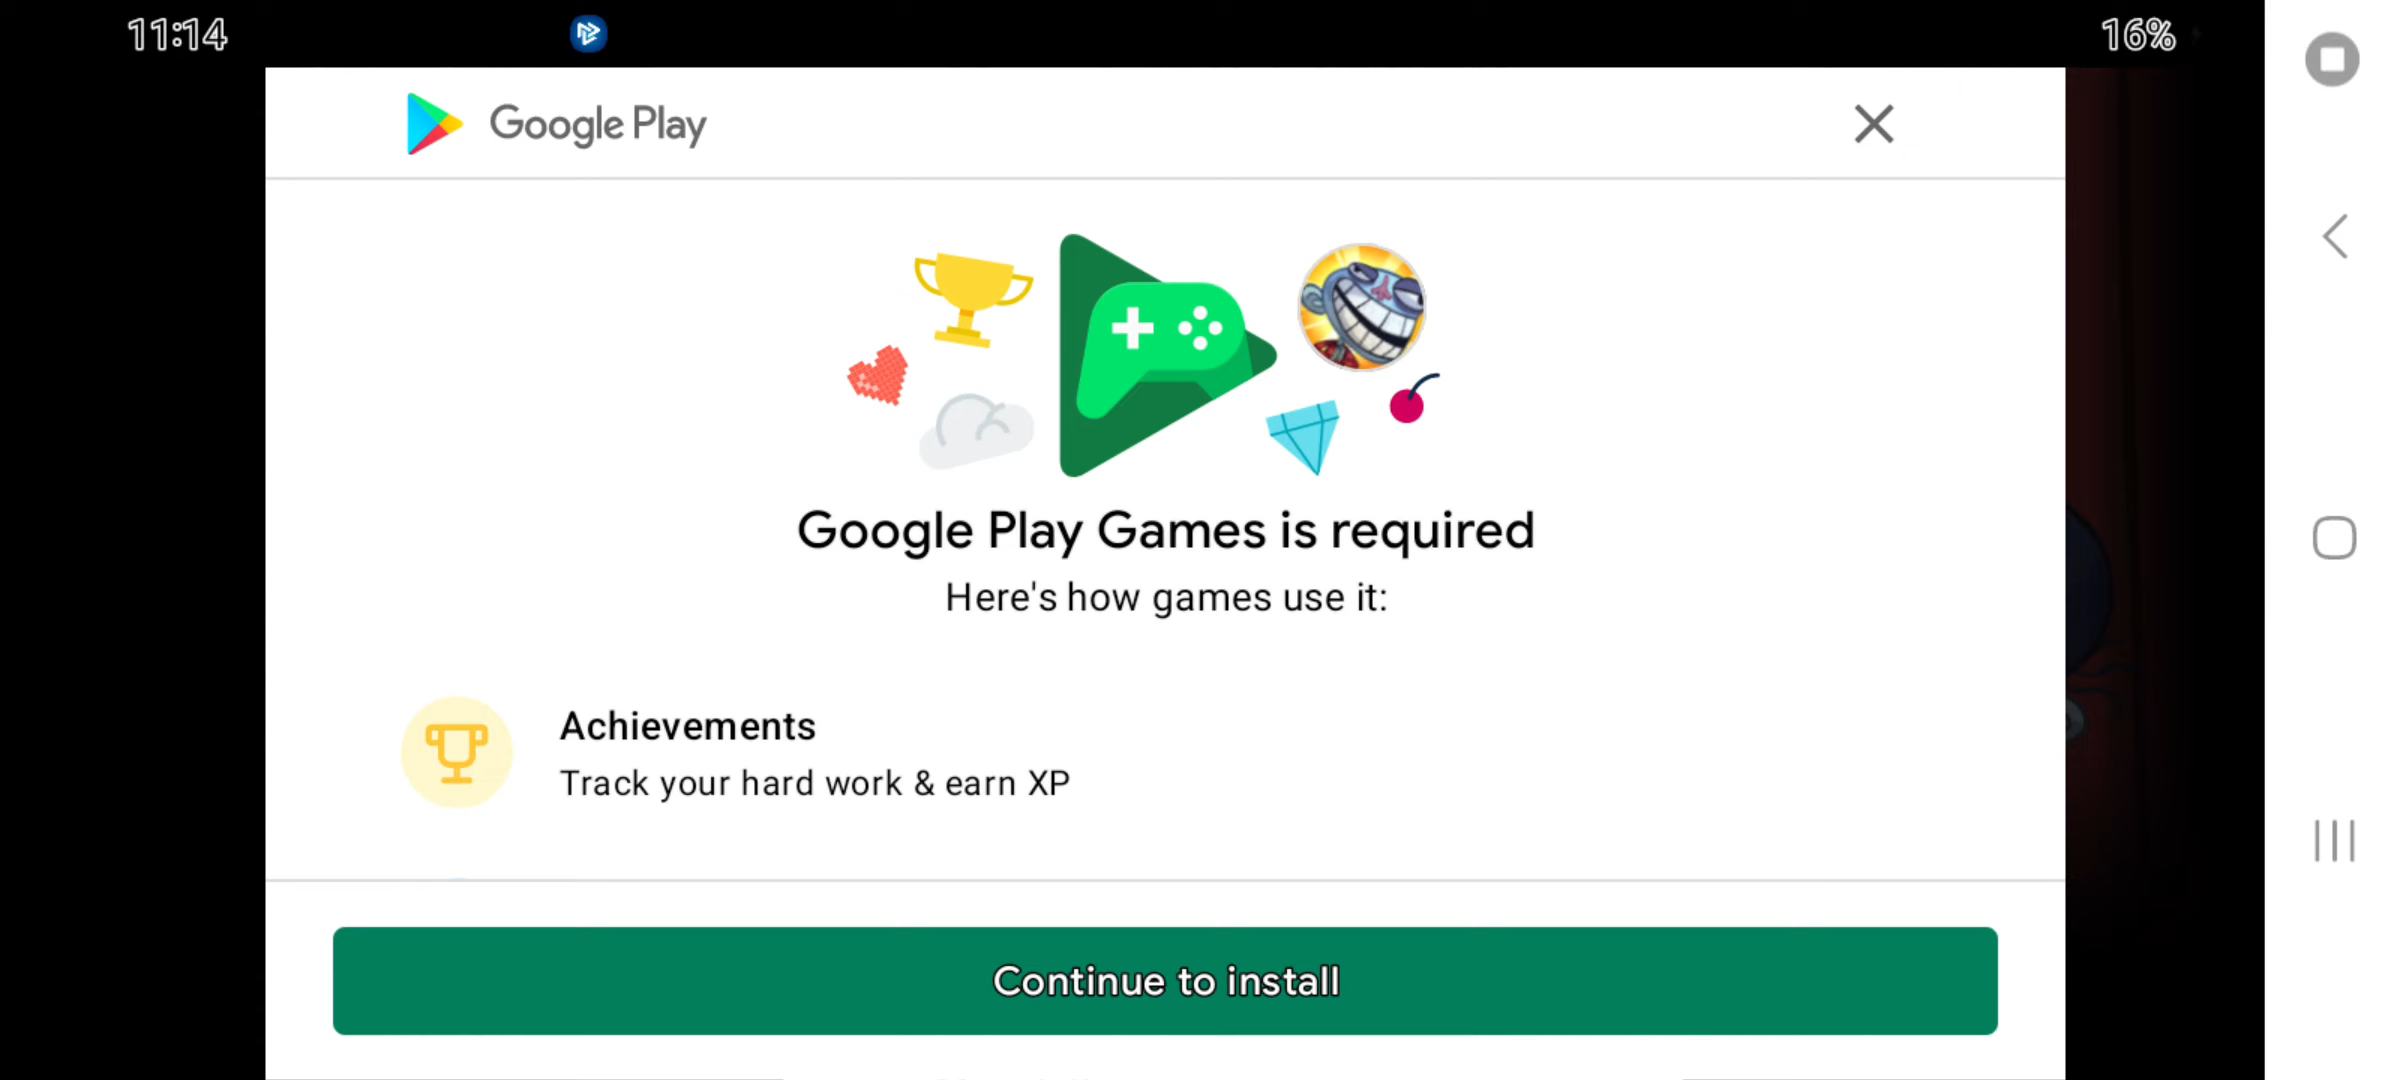 11:14
16%
Google Play
Google Play Games is required
Here's how games use it:
Achievements
Track your hard work & earn XP
Continue to install